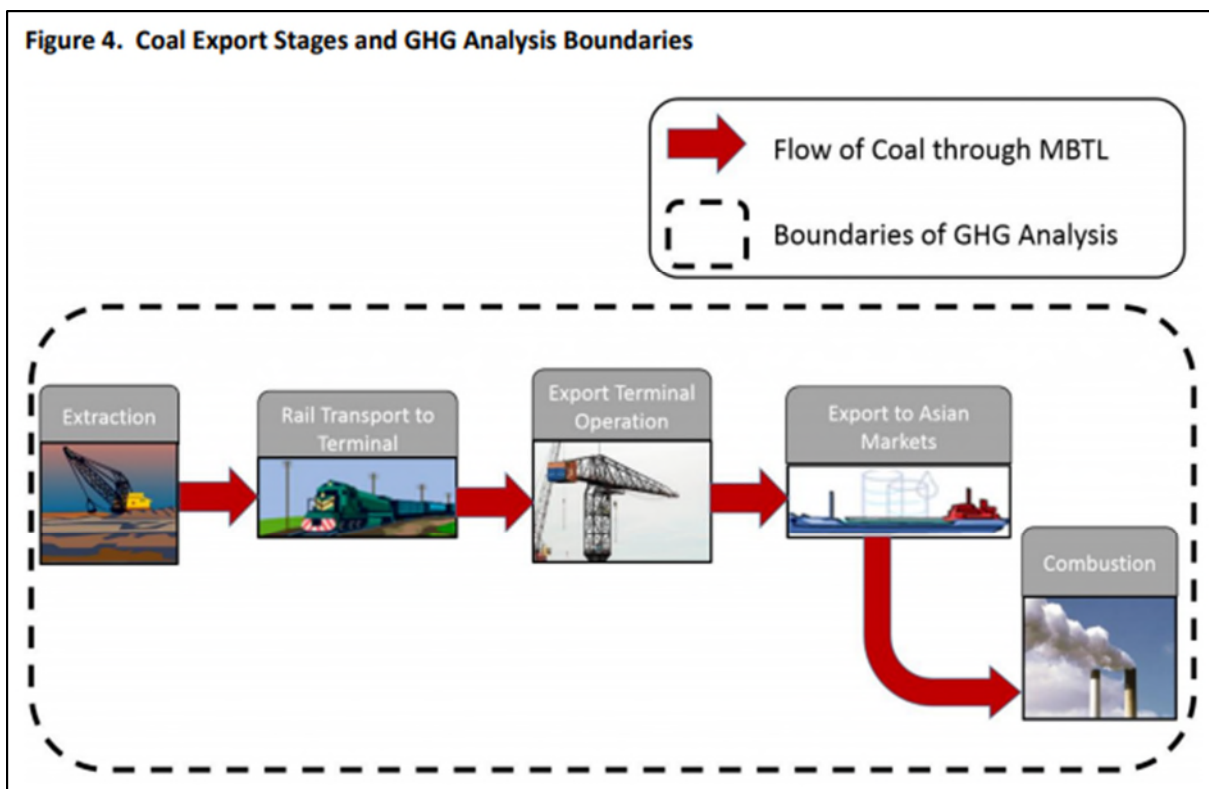 Figure 4.  Coal Export Stages and GHG Analysis Boundaries
Flow of Coal through MBTL
Boundaries of GHG Analysis
Extraction
Rail Transport to
Terminal
Export Terminal
Operation
Export to Asian
Markets
Combustion